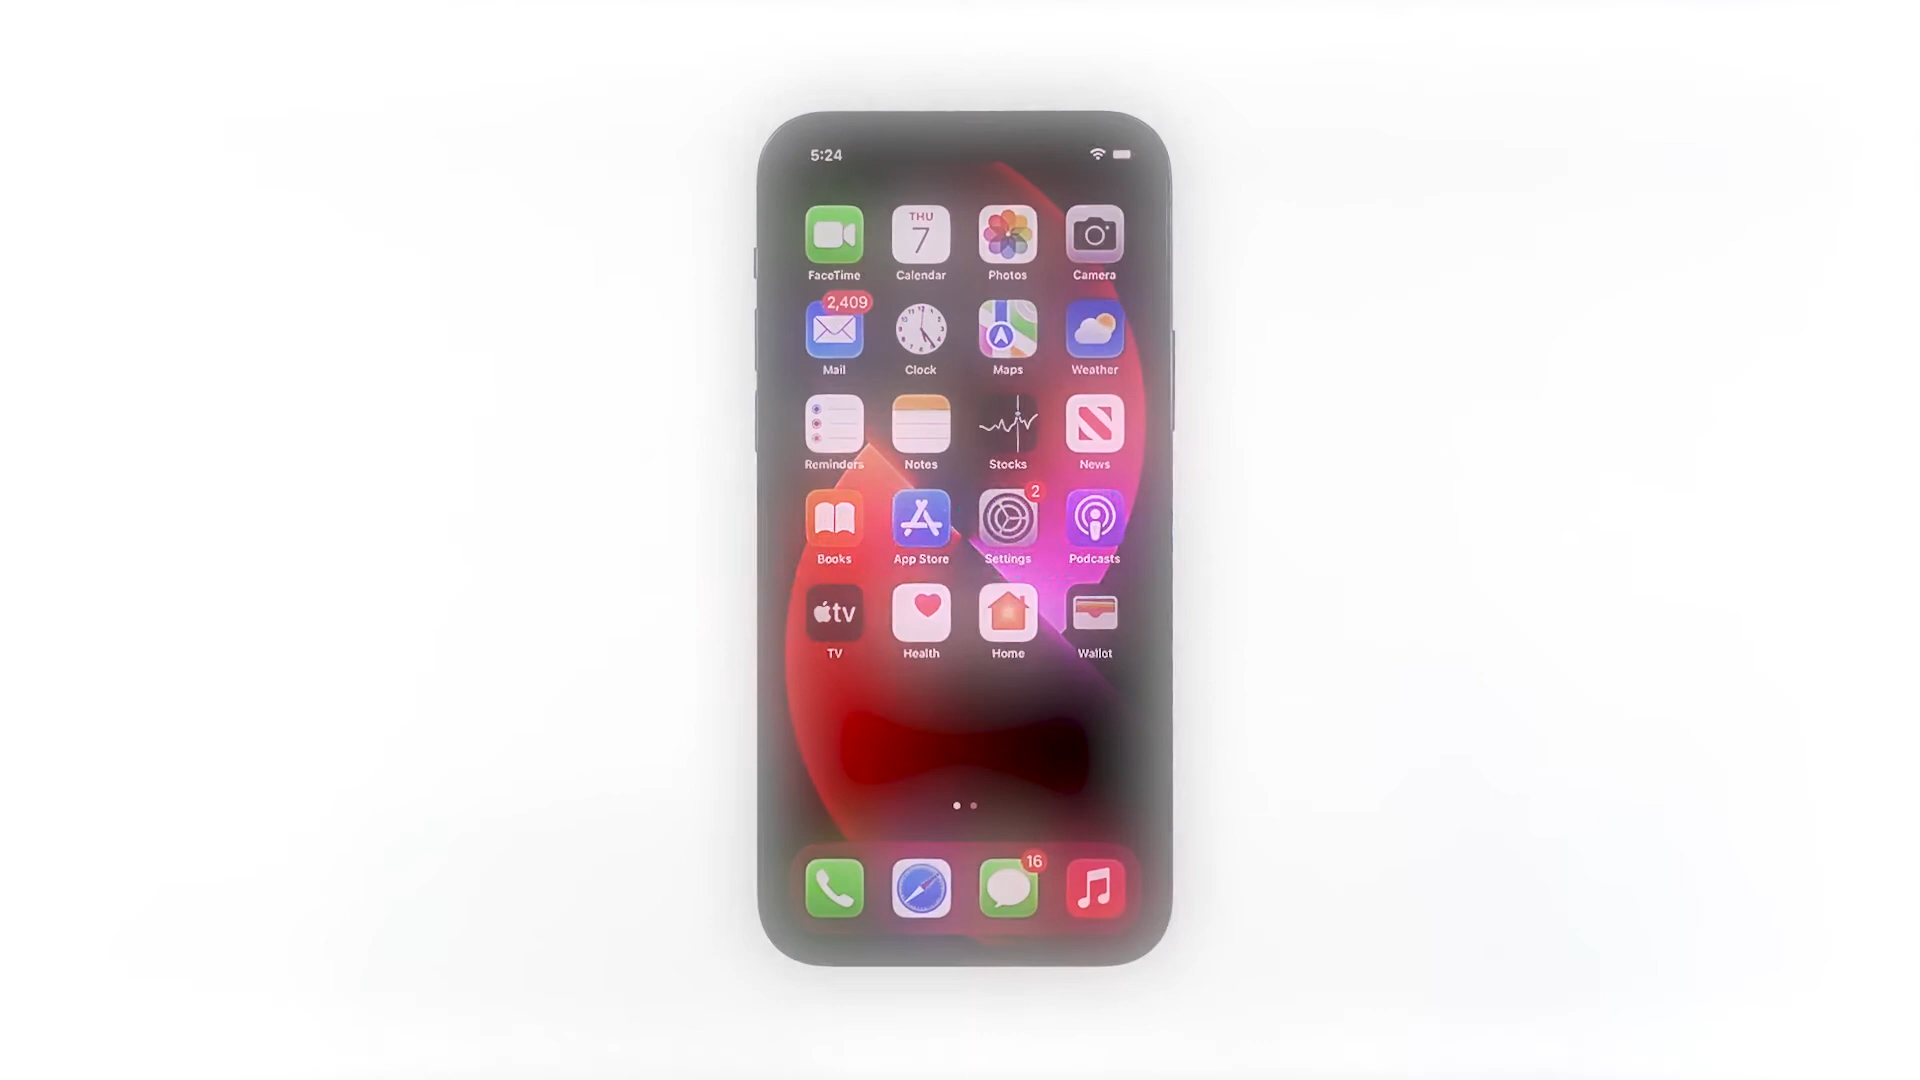 5:24
THU
7
FaceTime Calendar Photos Camera
2,409
Mail Clock Maps Weather
Reminders Notes Stocks News
2
Books App Store Settings Podcasts
tv
TV Health Home Wallet
16